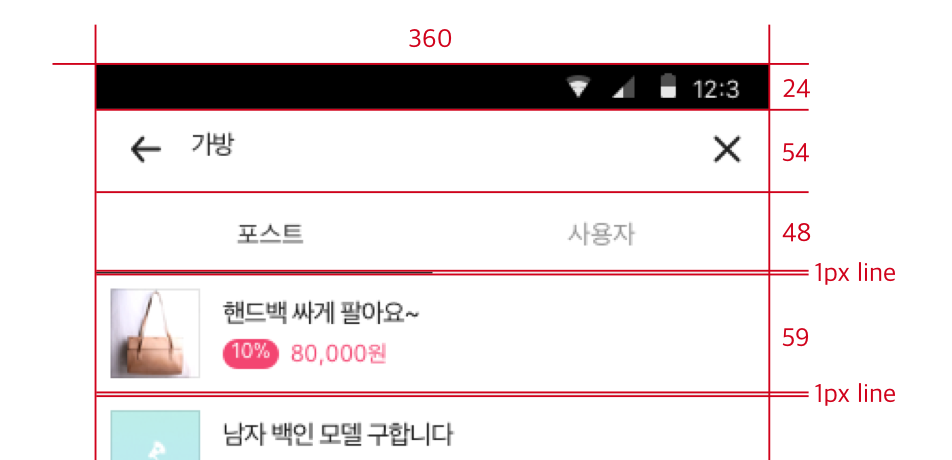 360
12:3
24
가방
54
포스트 사용자
48
1px line
핸드백 싸게 팔아요~
10% 80,000원
59
1px line
남자 백인 모델 구합니다